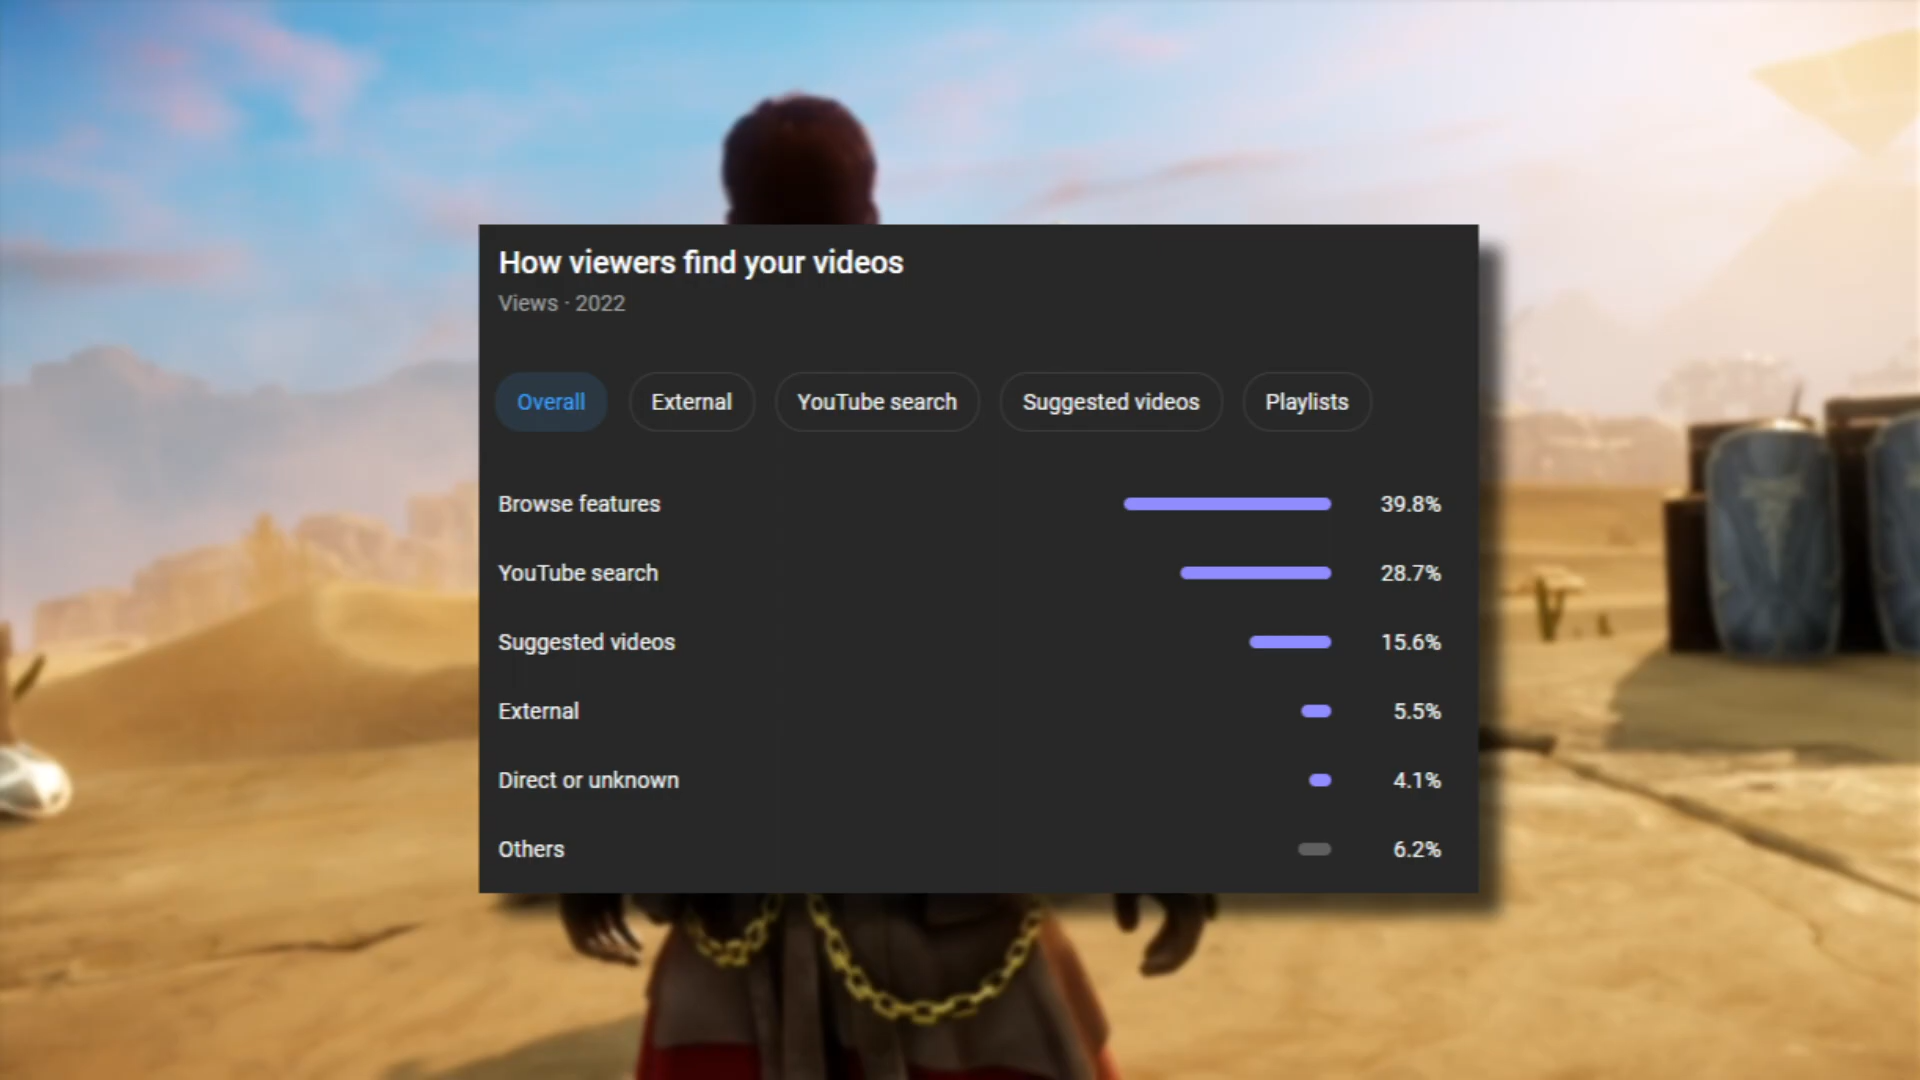 How viewers find your videos
Views · 2022
Overall External YouTube search Suggested videos Playlists
Browse features 39.8%
YouTube search 28.7%
Suggested videos 15.6%
External 5.5%
Direct or unknown 4.1%
Others 6.2%